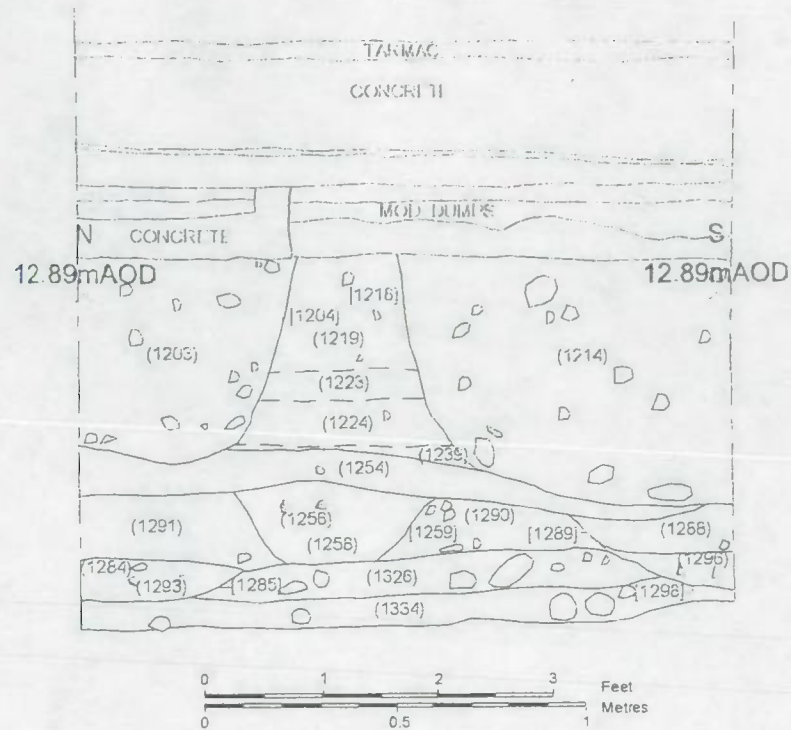 TARMAC
CONCRETE
MOD DUMPS
N CONCRETE S
12.89mAOD 12.89mAOD
[1216]
[1204]
(1219)
(1203) (1214)
(1223)
(1224)
(1239)
(1254)
(1291) (1256) (1290)
(1258) [1259] [1289] (1288)
(1284) (1296)
(1293) [1285] (1326) [1298]
(1334)
0 1 2 3 Feet
0 0.5 1 Metres